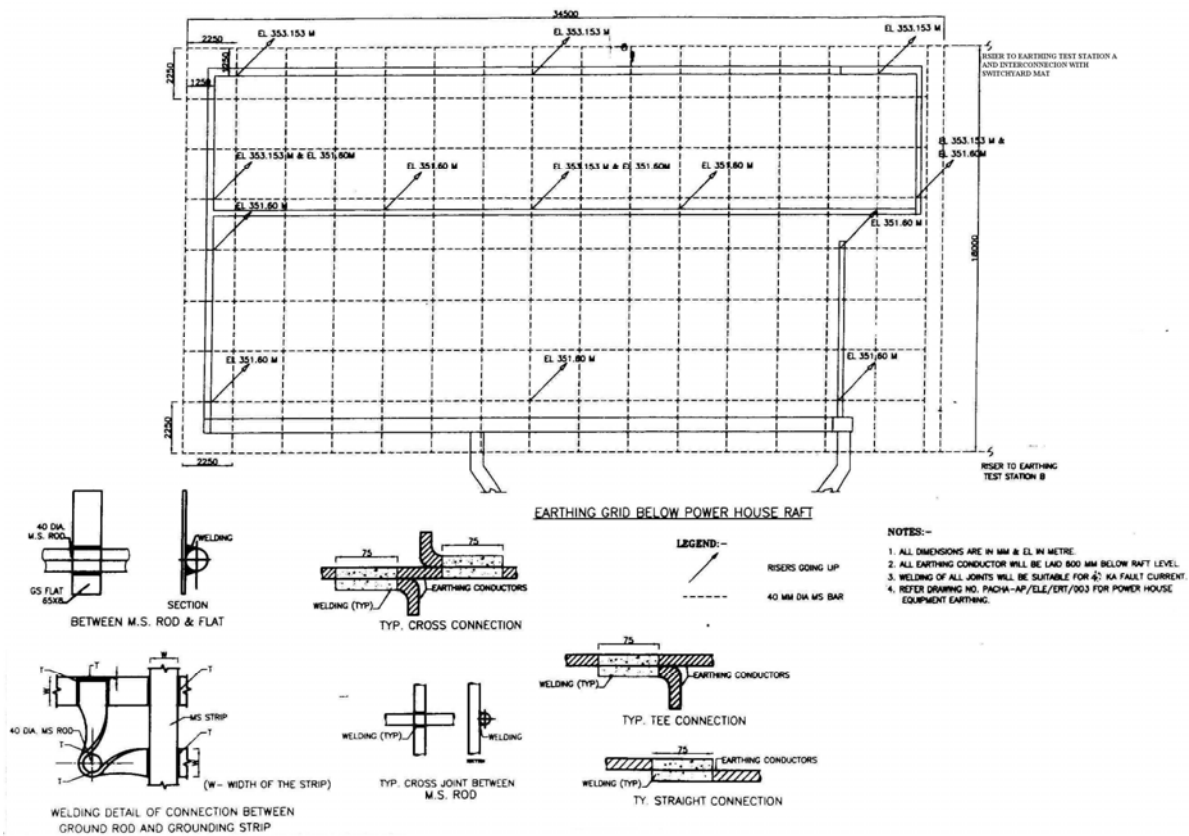 34500
EL 353.153 M
EL 353.153 M
EL 353.153 M
2250
2250
1250
RSIER TO EARTHING TEST STATION A
AND INTERCONNECION WITH
SWITCHYARD MAT
EL 353.153 M & EL 351.60M
EL 351.60 M
EL 353.153 M & EL 351.60M
EL 351.60 M
EL 353.153 M &
EL 351.60M
EL 351.60 M
EL 351.60 M
18000
EL 351.60 M
EL 351.60 M
EL 351.60 M
2250
2250
RISER TO EARTHING
TEST STATION B
EARTHING GRID BELOW POWER HOUSE RAFT
40 DIA.
M.S. ROD
WELDING
GS FLAT
65X8
SECTION
BETWEEN M.S. ROD & FLAT
75
75
EARTHING CONDUCTORS
WELDING (TYP)
TYP. CROSS CONNECTION
LEGEND:-
RISERS GOING UP
40 MM DIA MS BAR
NOTES:-
1. ALL DIMENSIONS ARE IN MM & EL IN METRE.
2. ALL EARTHING CONDUCTOR WILL BE LAID 600 MM BELOW RAFT LEVEL.
3. WELDING OF ALL JOINTS WILL BE SUITABLE FOR KA FAULT CURRENT.
4. REFER DRAWING NO. PACHA-AP/ELE/ERT/003 FOR POWER HOUSE
EQUIPMENT EARTHING.
W
T
T
T
W
MS STRIP
40 DIA. MS ROD
T
T
T
W
(W- WIDTH OF THE STRIP)
WELDING DETAIL OF CONNECTION BETWEEN
GROUND ROD AND GROUNDING STRIP
WELDING (TYP)
WELDING
TYP. CROSS JOINT BETWEEN
M.S. ROD
75
WELDING (TYP)
EARTHING CONDUCTORS
TYP. TEE CONNECTION
75
EARTHING CONDUCTORS
WELDING (TYP)
TY. STRAIGHT CONNECTION